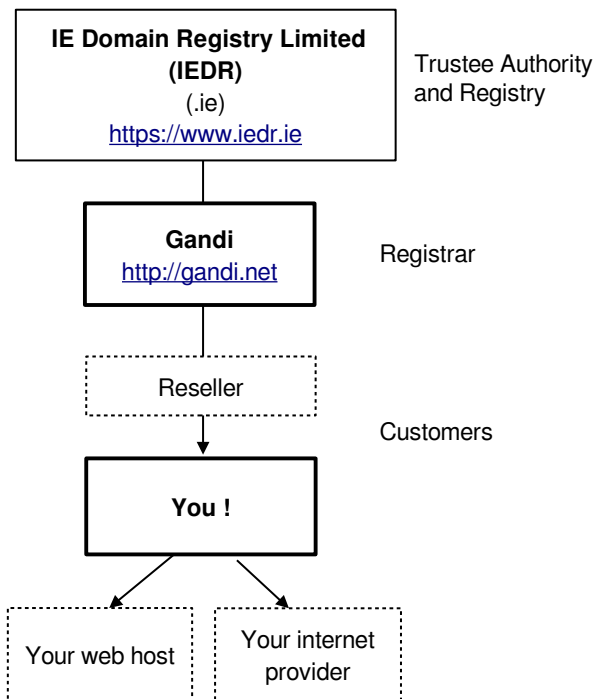 IE Domain Registry Limited
(IEDR)
(.ie)
https://www.iedr.ie
Trustee Authority
and Registry
Gandi
http://gandi.net
Registrar
Reseller
Customers
You !
Your web host
Your internet
provider